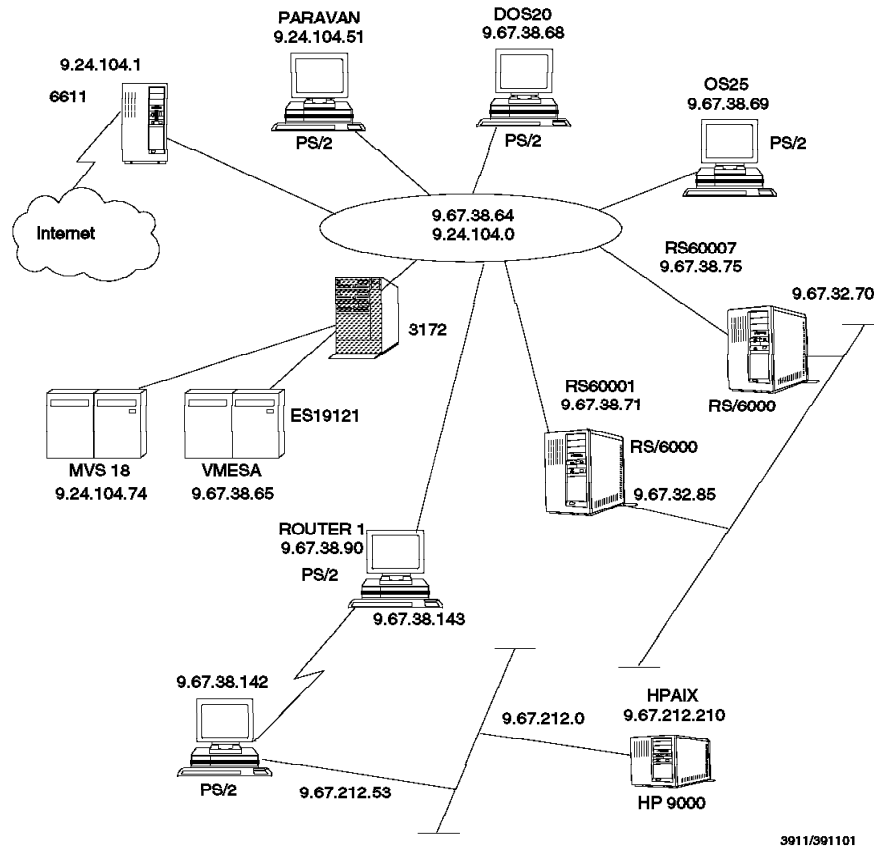 PARAVAN
9.24.104.51
DOS20
9.67.38.68
9.24.104.1
6611
OS25
9.67.38.69
PS/2
PS/2
PS/2
Internet
9.67.38.64
9.24.104.0
RS60007
9.67.38.75
9.67.32.70
3172
RS60001
9.67.38.71
RS/6000
ES19121
RS/6000
MVS 18
9.24.104.74
VMESA
9.67.38.65
9.67.32.85
ROUTER 1
9.67.38.90
PS/2
9.67.38.143
9.67.38.142
HPAIX
9.67.212.210
9.67.212.0
PS/2
9.67.212.53
HP 9000
3911/391101